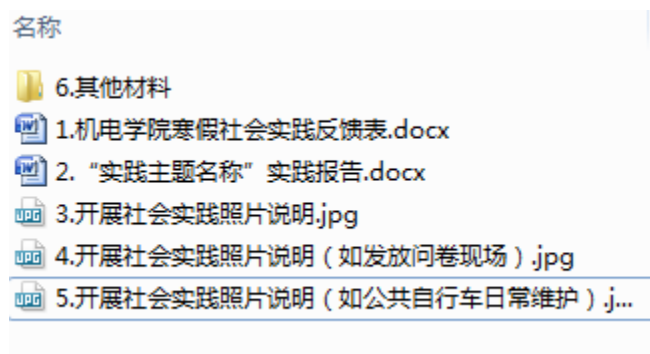 名称
6.其他材料
1.机电学院寒假社会实践反馈表.docx
2.“实践主题名称”实践报告.docx
3.开展社会实践照片说明.jpg
4.开展社会实践照片说明（如发放问卷现场）.jpg
5.开展社会实践照片说明（如公共自行车日常维护）.j...